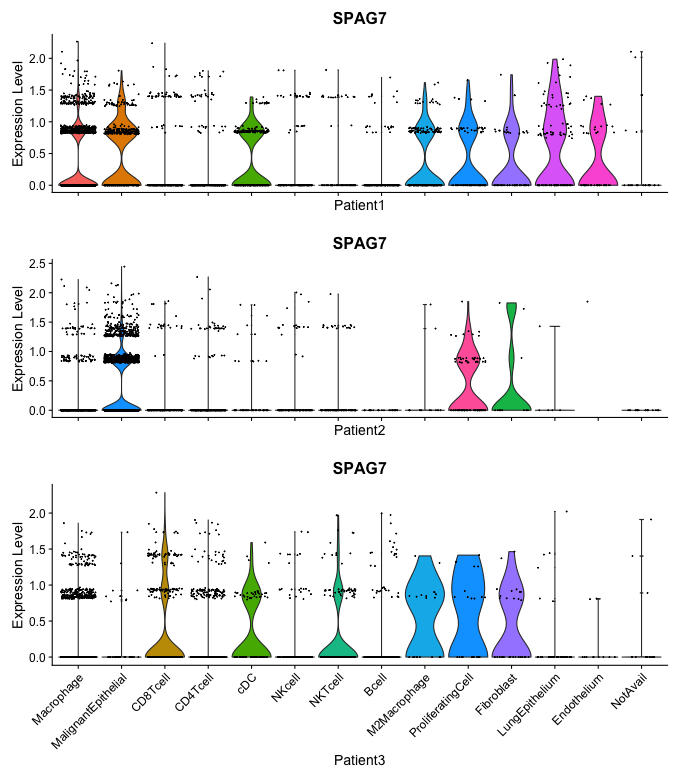 SPAG7
Expression Level
2.0
1.5
1.0
0.5
0.0
Patient1
SPAG7
Expression Level
2.5
2.0
1.5
1.0
0.5
0.0
Patient2
SPAG7
Expression Level
2.0
1.5
1.0
0.5
0.0
Macrophage
MalignantEpithelial
CD8Tcell
CD4Tcell
cDC
NKcell
NKTcell
Bcell
M2Macrophage
ProliferatingCell
Fibroblast
LungEpithelium
Endothelium
NotAvail
Patient3